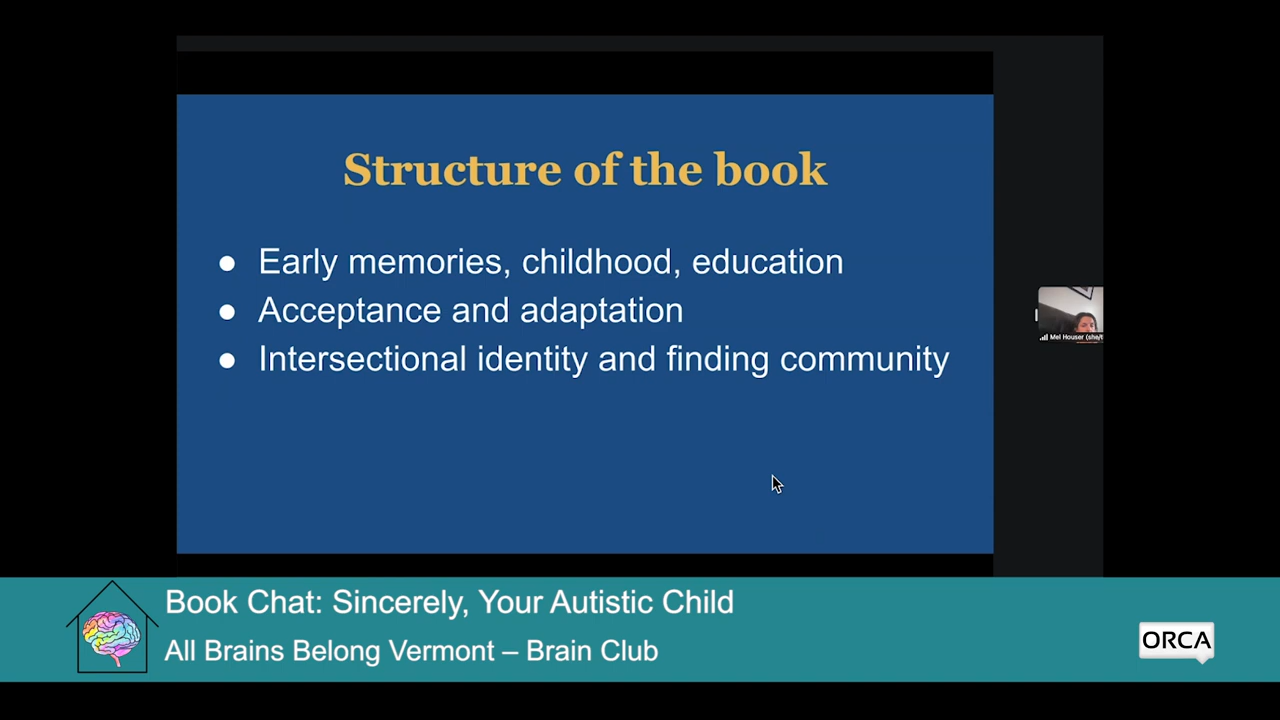 Structure of the book
● Early memories, childhood, education
● Acceptance and adaptation
● Intersectional identity and finding community
Mel Houser (she/
Book Chat: Sincerely, Your Autistic Child
All Brains Belong Vermont – Brain Club
ORCA